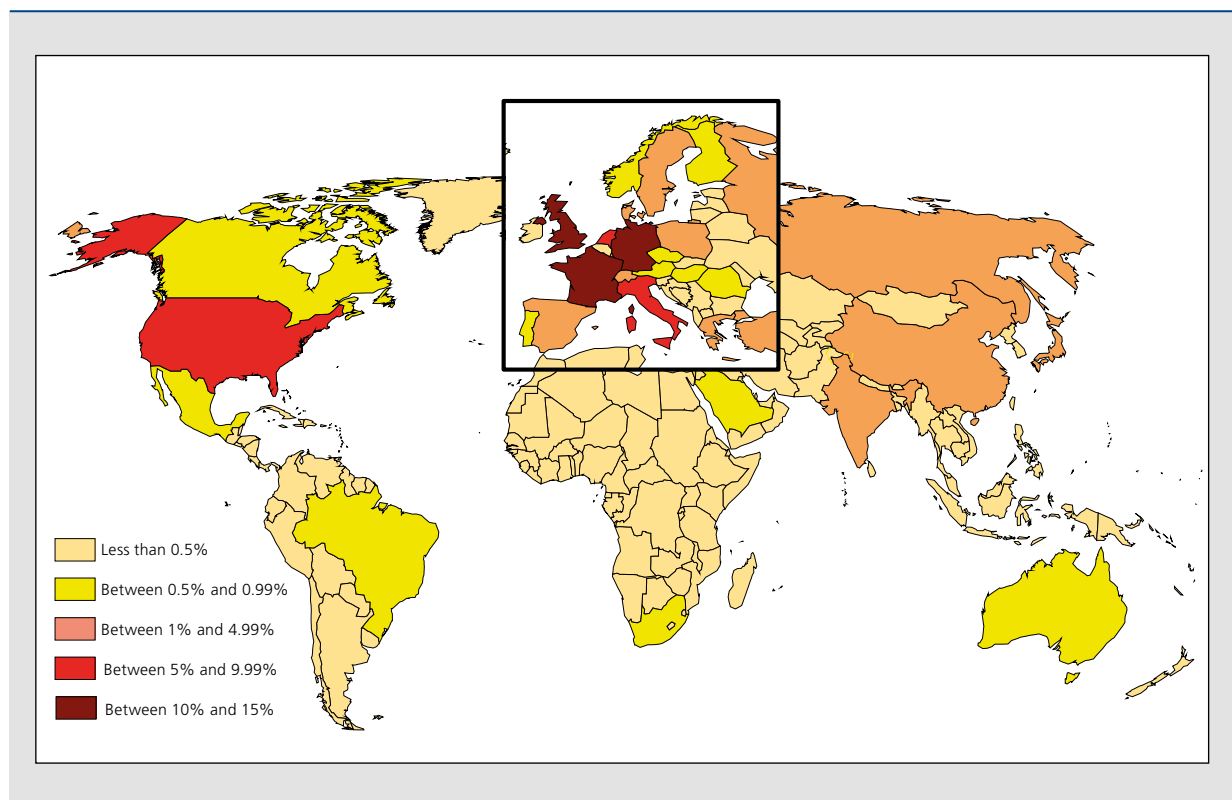 Less than 0.5%
Between 0.5% and 0.99%
Between 1% and 4.99%
Between 5% and 9.99%
Between 10% and 15%